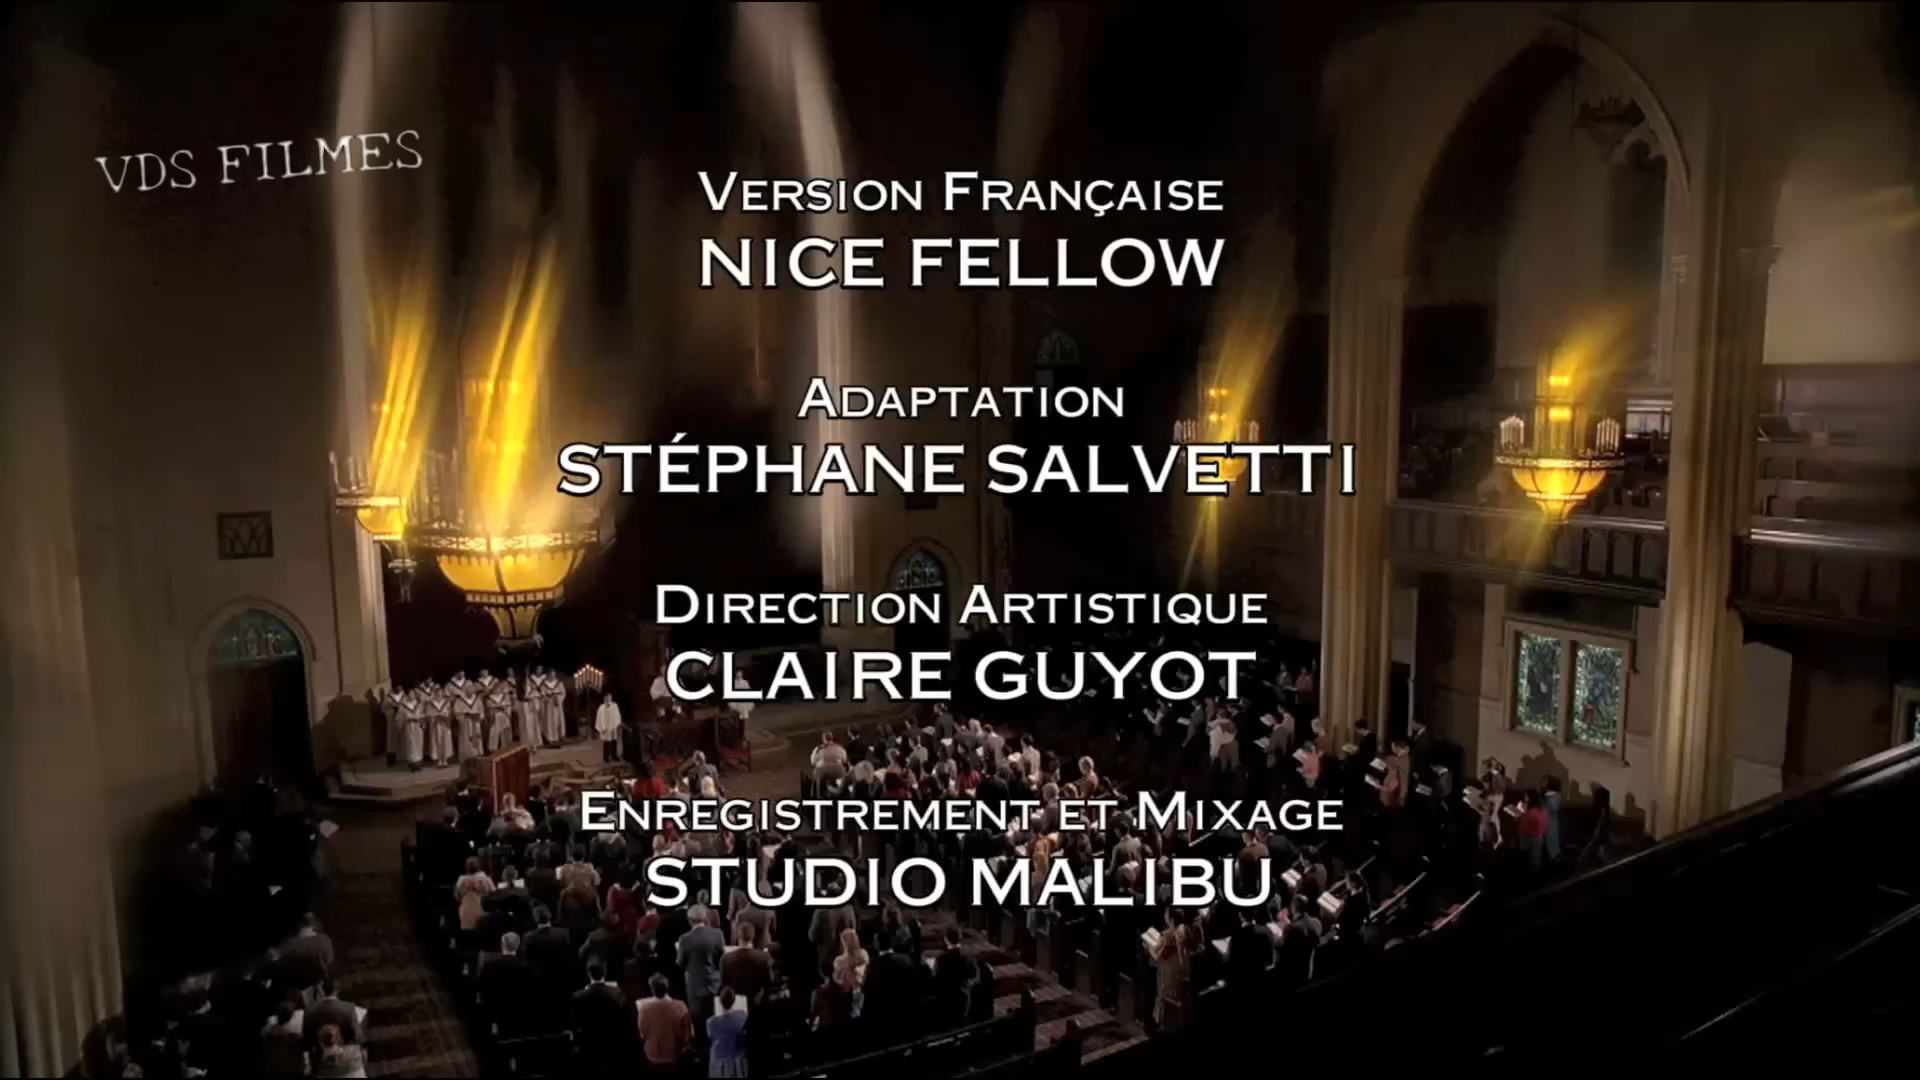 VDS FILMES
VERSION FRANÇAISE
NICE FELLOW
ADAPTATION
STÉPHANE SALVETTI
DIRECTION ARTISTIQUE
CLAIRE GUYOT
ENREGISTREMENT ET MIXAGE
STUDIO MALIBU